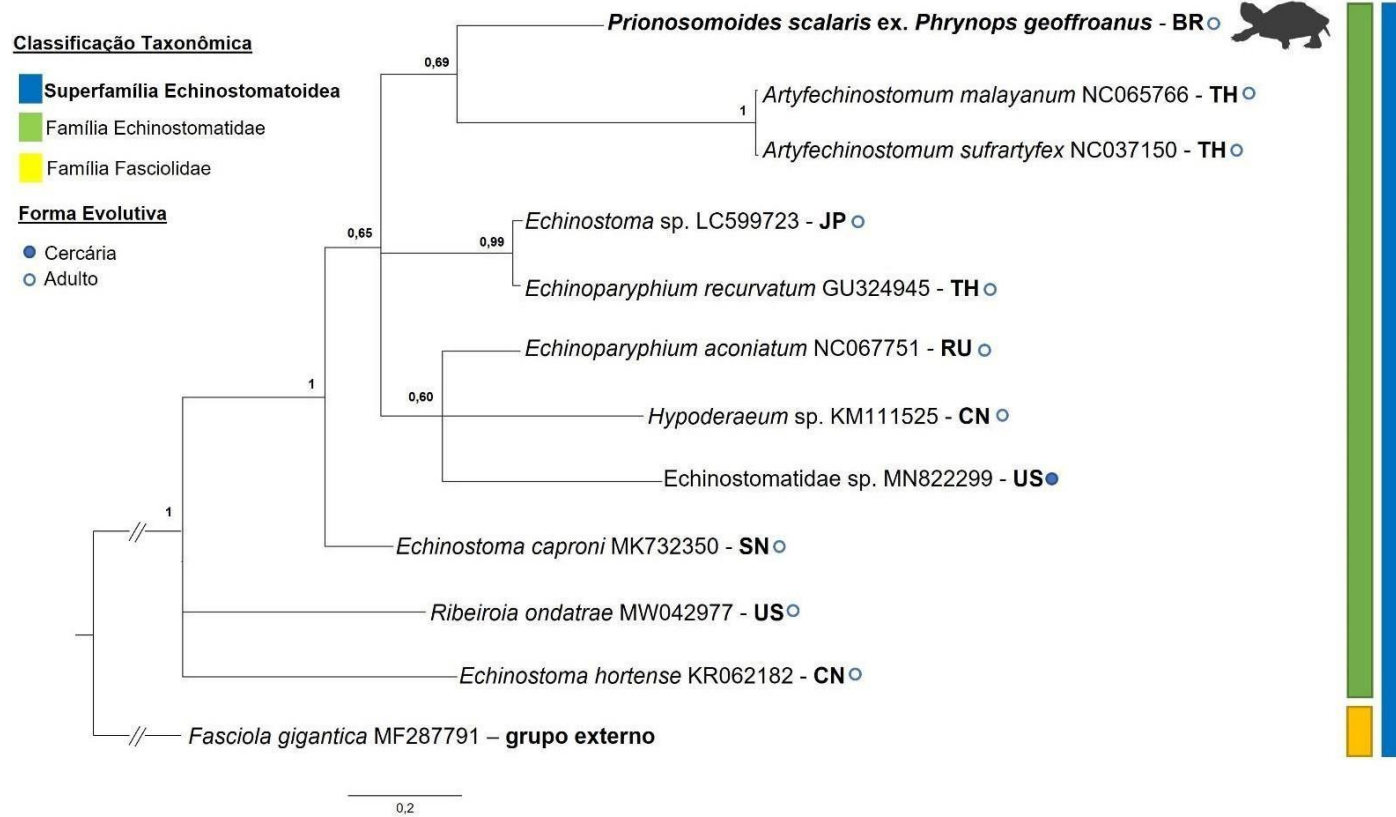 Classificação Taxonômica
Superfamília Echinostomatoidea
Família Echinostomatidae
Família Fasciolidae
Forma Evolutiva
Cercária
Adulto
Prionosomoides scalaris ex. Phrynops geoffroanus - BR
0,69
Artyfechinostomum malayanum NC065766 - TH
1
Artyfechinostomum sufrartyfex NC037150 - TH
0,65
Echinostoma sp. LC599723 - JP
0,99
Echinoparyphium recurvatum GU324945 - TH
Echinoparyphium aconiatum NC067751 - RU
0,60
1
Hypoderaeum sp. KM111525 - CN
Echinostomatidae sp. MN822299 - US
1
Echinostoma caproni MK732350 - SN
Ribeiroia ondatrae MW042977 - US
Echinostoma hortense KR062182 - CN
Fasciola gigantica MF287791 – grupo externo
0,2